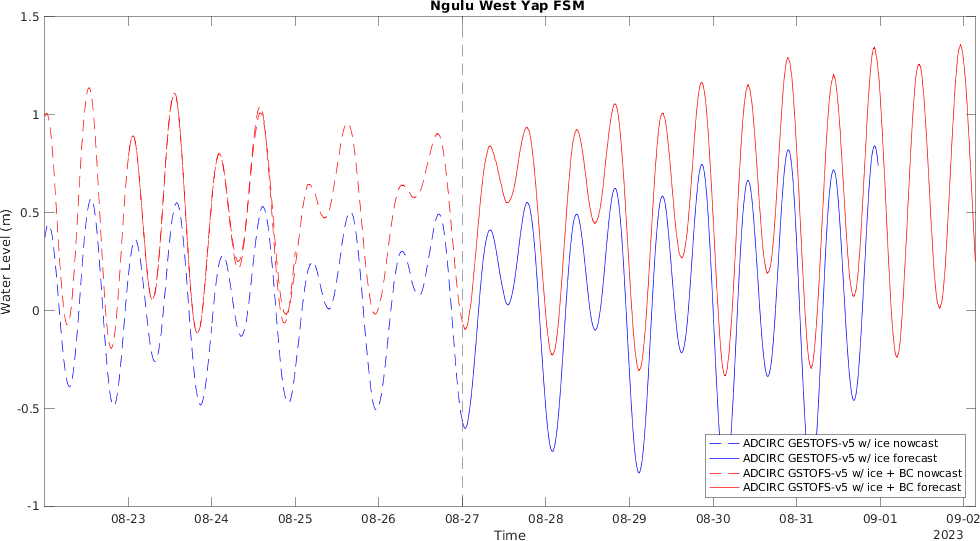 Ngulu West Yap FSM
1.5
1
0.5
0
-0.5
-1
Water Level (m)
ADCIRC GESTOFS-v5 w/ ice nowcast
ADCIRC GESTOFS-v5 w/ ice forecast
ADCIRC GSTOFS-v5 w/ ice + BC nowcast
ADCIRC GSTOFS-v5 w/ ice + BC forecast
08-23 08-24 08-25 08-26 08-27 08-28 08-29 08-30 08-31 09-01 09-02
Time
2023